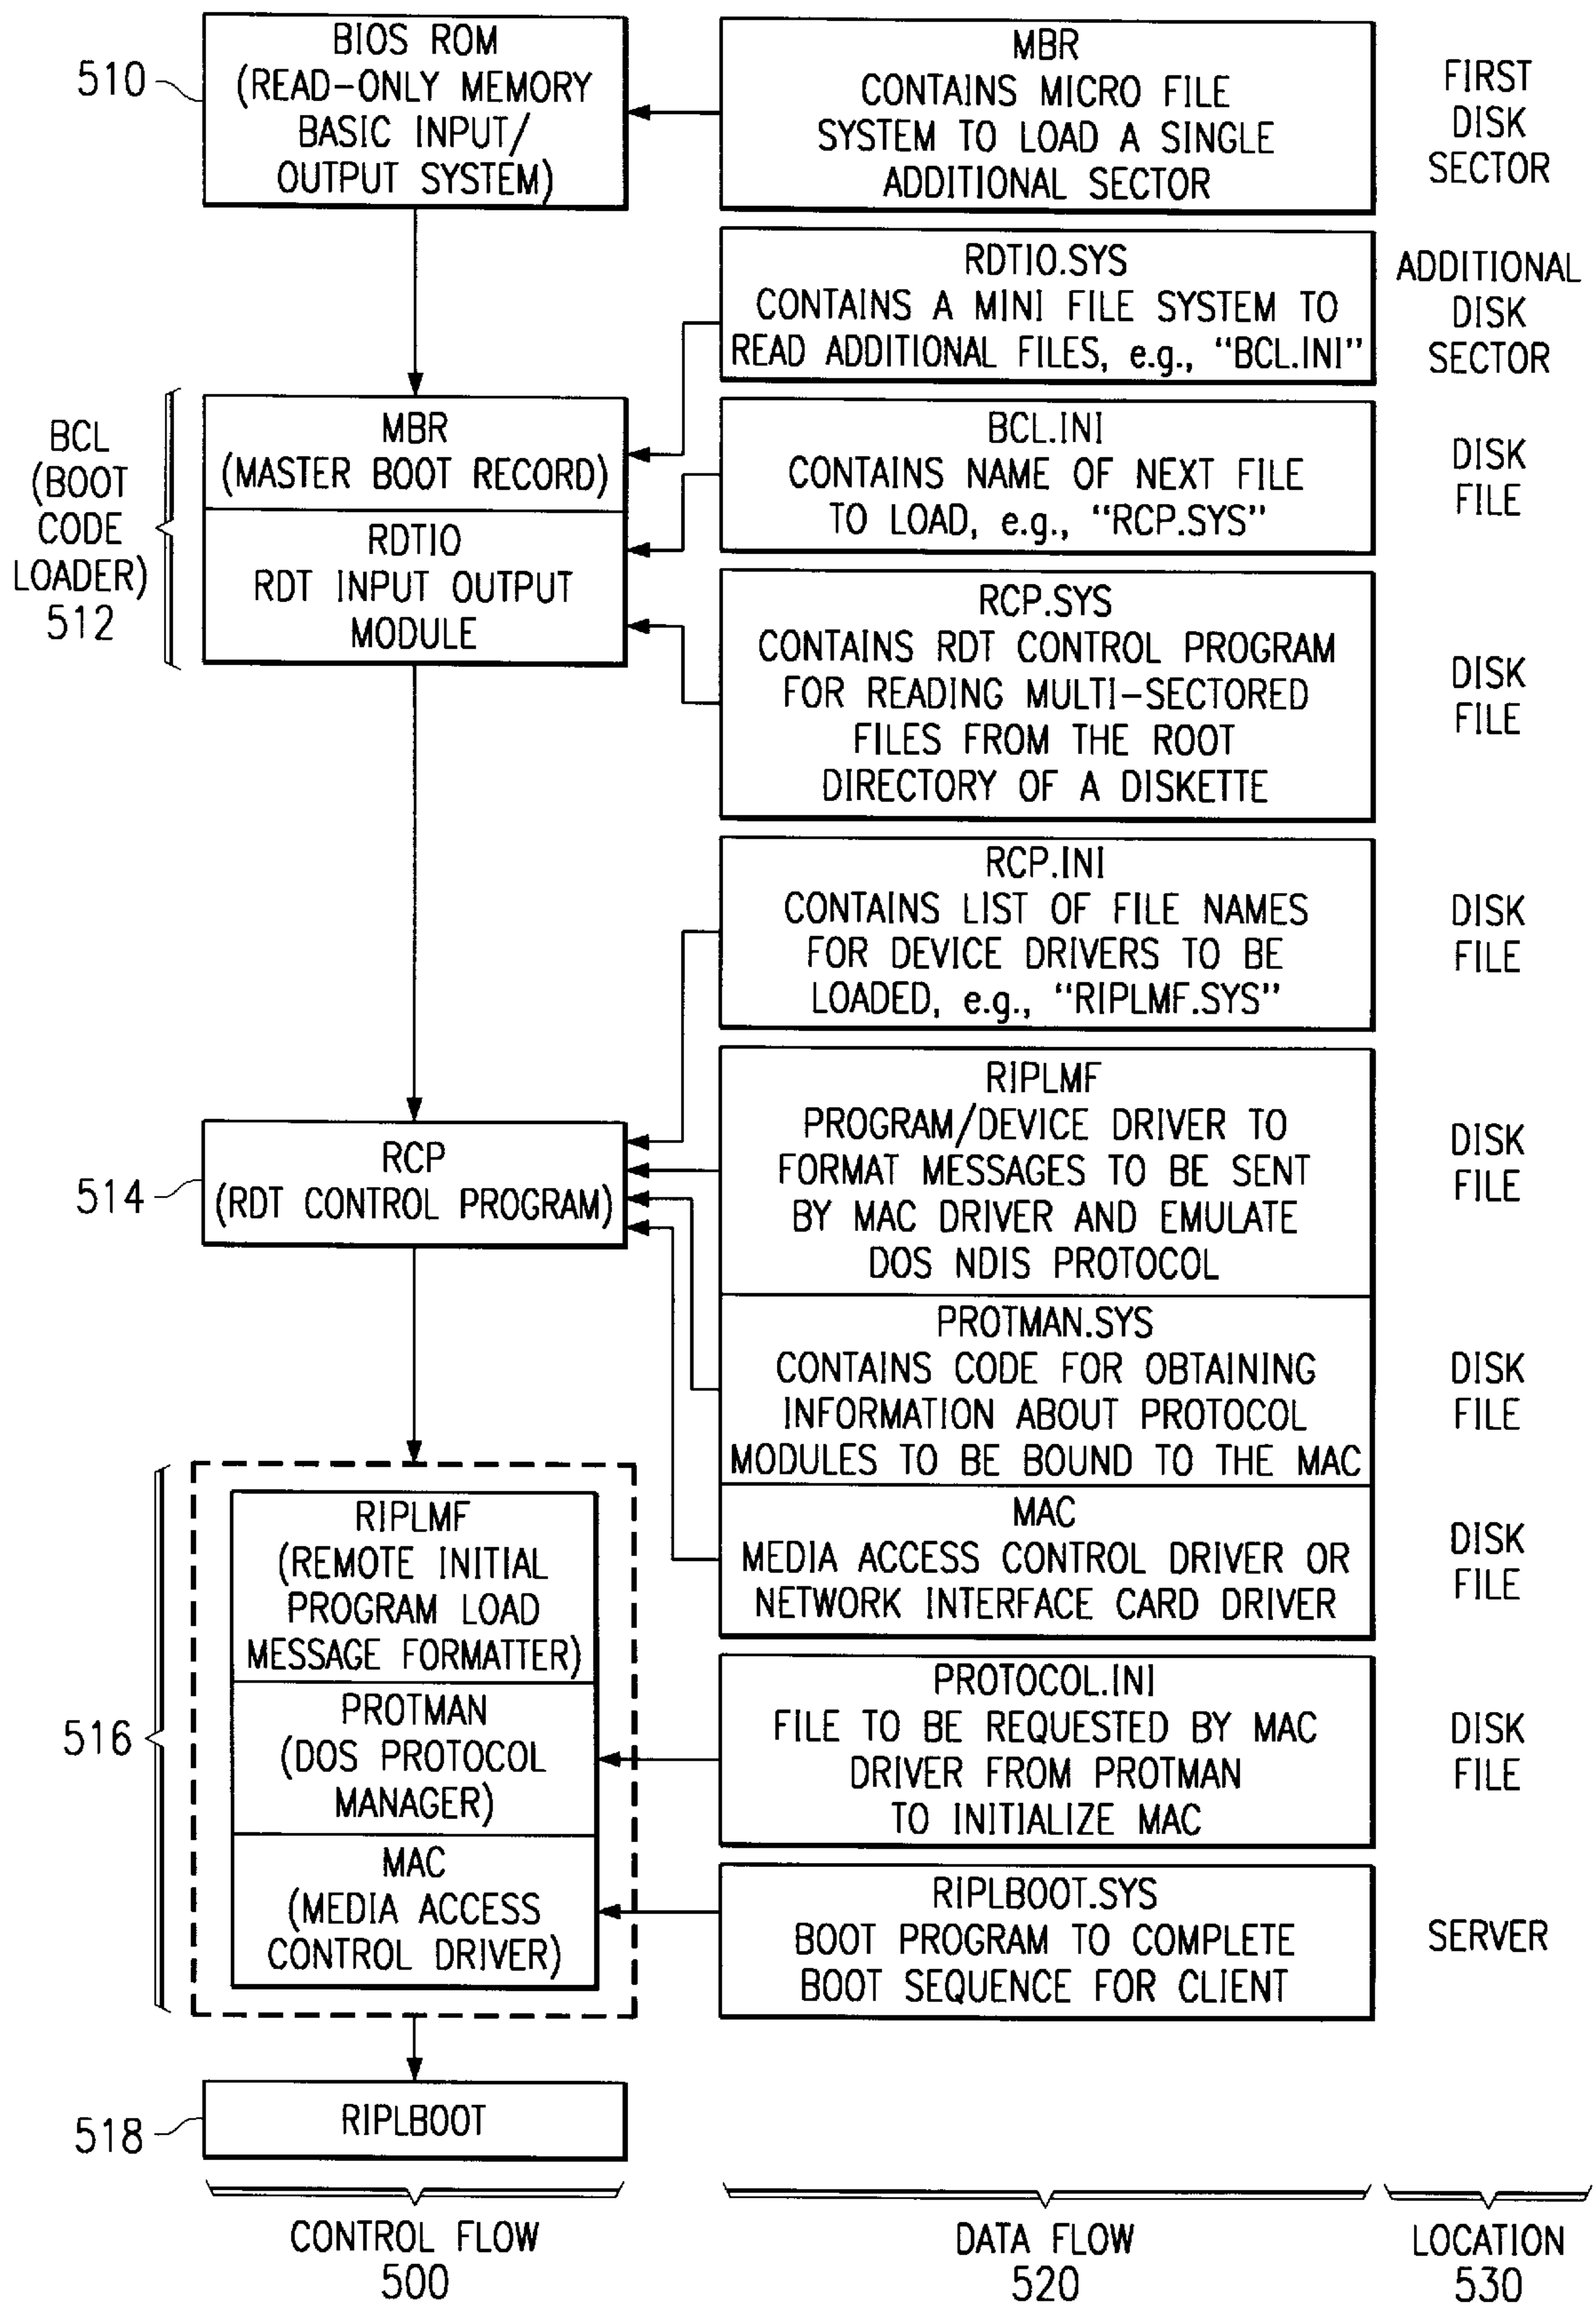 510
BIOS ROM
(READ-ONLY MEMORY
BASIC INPUT/
OUTPUT SYSTEM)
MBR
CONTAINS MICRO FILE
SYSTEM TO LOAD A SINGLE
ADDITIONAL SECTOR
FIRST
DISK
SECTOR
RDTIO.SYS
CONTAINS A MINI FILE SYSTEM TO
READ ADDITIONAL FILES, e.g., “BCL.INI”
ADDITIONAL
DISK
SECTOR
BCL
(BOOT
CODE
LOADER)
512
MBR
(MASTER BOOT RECORD)
RDTIO
RDT INPUT OUTPUT
MODULE
BCL.INI
CONTAINS NAME OF NEXT FILE
TO LOAD, e.g., “RCP.SYS”
DISK
FILE
RCP.SYS
CONTAINS RDT CONTROL PROGRAM
FOR READING MULTI-SECTORED
FILES FROM THE ROOT
DIRECTORY OF A DISKETTE
DISK
FILE
RCP.INI
CONTAINS LIST OF FILE NAMES
FOR DEVICE DRIVERS TO BE
LOADED, e.g., “RIPLMF.SYS”
DISK
FILE
514
RCP
(RDT CONTROL PROGRAM)
RIPLMF
PROGRAM/DEVICE DRIVER TO
FORMAT MESSAGES TO BE SENT
BY MAC DRIVER AND EMULATE
DOS NDIS PROTOCOL
DISK
FILE
PROTMAN.SYS
CONTAINS CODE FOR OBTAINING
INFORMATION ABOUT PROTOCOL
MODULES TO BE BOUND TO THE MAC
DISK
FILE
MAC
MEDIA ACCESS CONTROL DRIVER OR
NETWORK INTERFACE CARD DRIVER
DISK
FILE
516
RIPLMF
(REMOTE INITIAL
PROGRAM LOAD
MESSAGE FORMATTER)
PROTMAN
(DOS PROTOCOL
MANAGER)
MAC
(MEDIA ACCESS
CONTROL DRIVER)
PROTOCOL.INI
FILE TO BE REQUESTED BY MAC
DRIVER FROM PROTMAN
TO INITIALIZE MAC
DISK
FILE
RIPLBOOT.SYS
BOOT PROGRAM TO COMPLETE
BOOT SEQUENCE FOR CLIENT
SERVER
518
RIPLBOOT
CONTROL FLOW
500
DATA FLOW
520
LOCATION
530